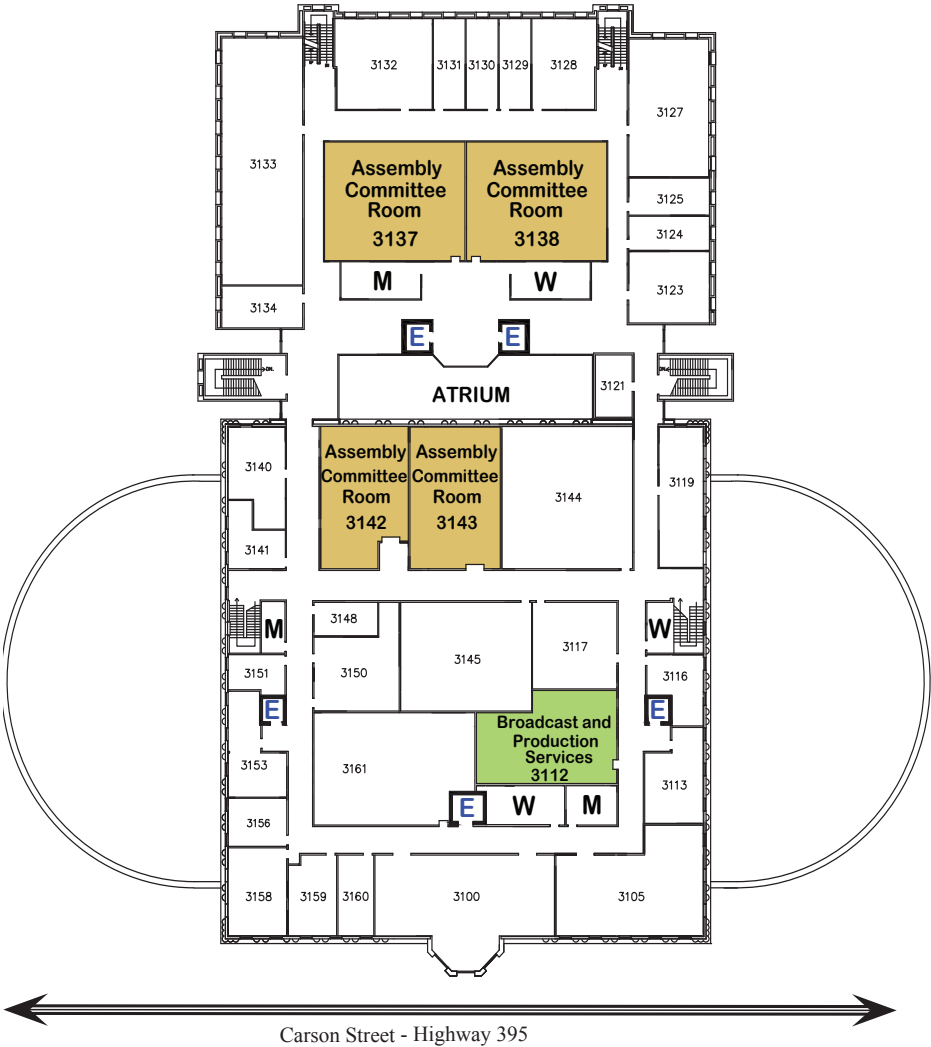 3132
3131
3130
3129
3128
3127
3133
Assembly
Committee
Room
3137
Assembly
Committee
Room
3138
3125
3124
3123
M
W
3134
E
E
DN.
DN.
3121
ATRIUM
3140
Assembly
Committee
Room
3142
Assembly
Committee
Room
3143
3144
3119
3141
M
3148
3150
3145
3117
W
3151
3116
E
E
Broadcast and
Production
Services
3112
3153
3161
3113
E
W
M
3156
3158
3159
3160
3100
3105
Carson Street - Highway 395